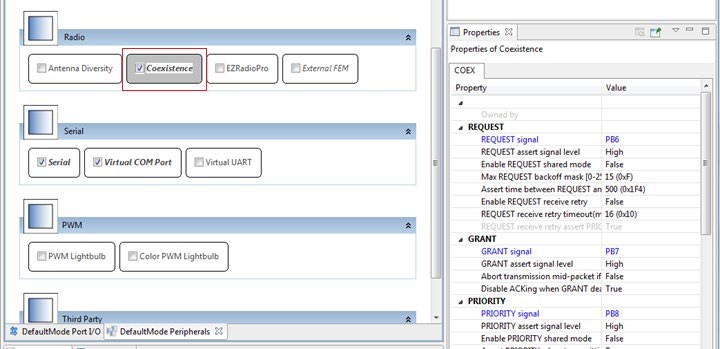 Radio
Antenna Diversity
Coexistence
EZRadioPro
External FEM
Serial
Serial
Virtual COM Port
Virtual UART
PWM
PWM Lightbulb
Color PWM Lightbulb
Third Party
DefaultMode Port I/O
DefaultMode Peripherals
Properties
Properties of Coexistence
COEX
Property Value
Owned by
REQUEST
REQUEST signal PB6
REQUEST assert signal level High
Enable REQUEST shared mode False
Max REQUEST backoff mask [0-25 15 (0xF)
Assert time between REQUEST an 500 (0x1F4)
Enable REQUEST receive retry False
REQUEST receive retry timeout(m 16 (0x10)
REQUEST receive retry assert PRIO True
GRANT
GRANT signal PB7
GRANT assert signal level High
Abort transmission mid-packet if False
Disable ACKing when GRANT dea True
PRIORITY
PRIORITY signal PB8
PRIORITY assert signal level High
Enable PRIORITY shared mode False